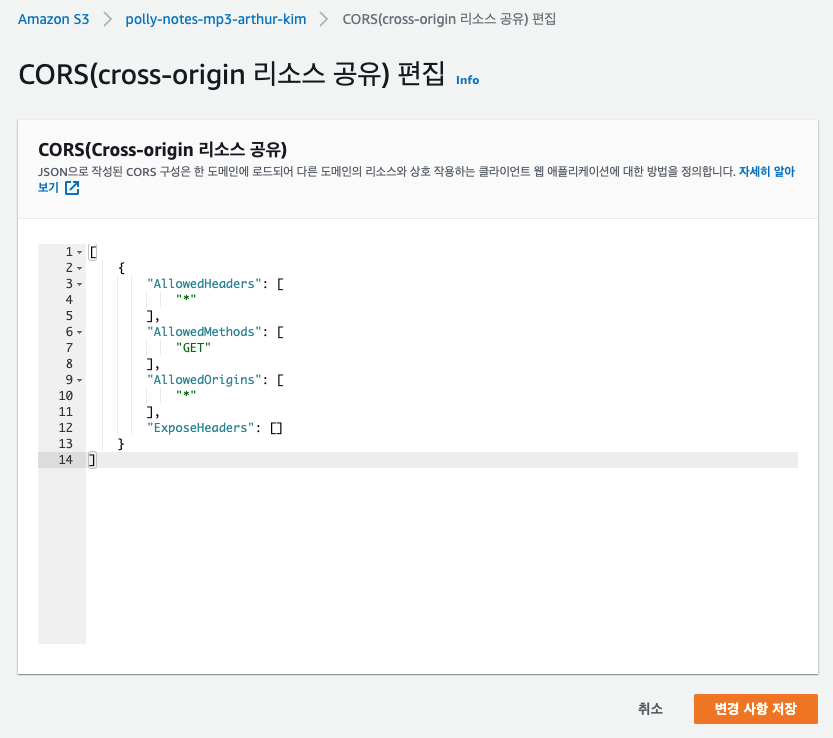 Amazon S3 > polly-notes-mp3-arthur-kim > CORS(cross-origin 리소스 공유) 편집
CORS(cross-origin 리소스 공유) 편집 Info
CORS(Cross-origin 리소스 공유)
JSON으로 작성된 CORS 구성은 한 도메인에 로드되어 다른 도메인의 리소스와 상호 작용하는 클라이언트 웹 애플리케이션에 대한 방법을 정의합니다. 자세히 알아
보기
1 [
2 {
3 "AllowedHeaders": [
4 "*"
5 ],
6 "AllowedMethods": [
7 "GET"
8 ],
9 "AllowedOrigins": [
10 "*"
11 ],
12 "ExposeHeaders": []
13 }
14 ]
취소 변경 사항 저장